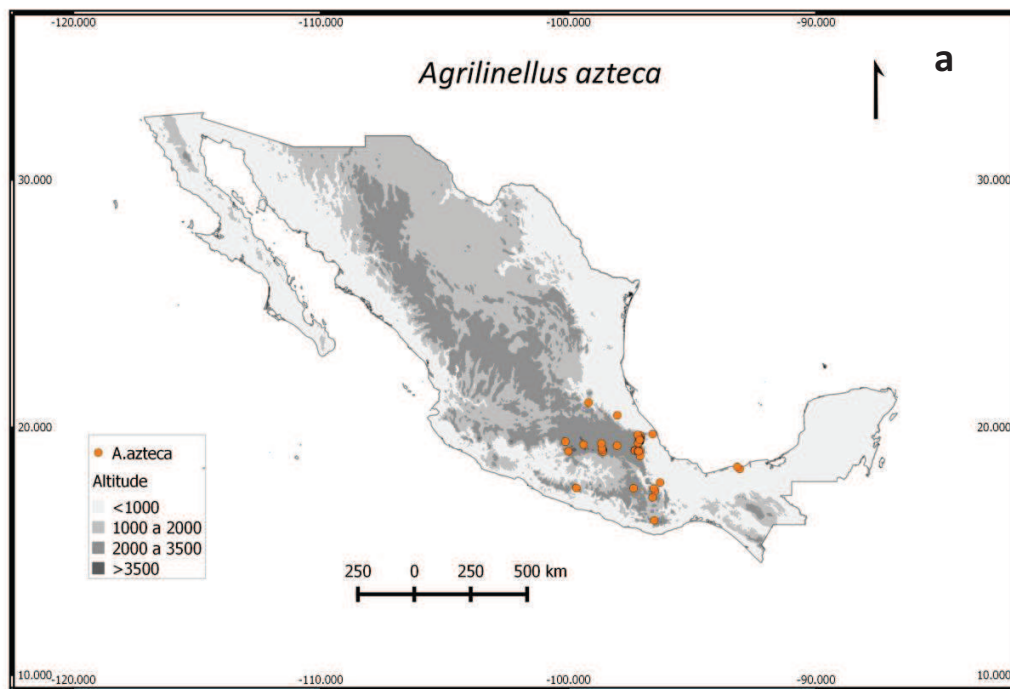 -120.000 -110.000 -100.000 -90.000
Agrilinellus azteca
a
30.000 30.000
20.000 20.000
A.azteca
Altitude
<1000
1000 a 2000
2000 a 3500
>3500
250 0 250 500 km
10.000 10.000
-120.000 -110.000 -100.000 -90.000